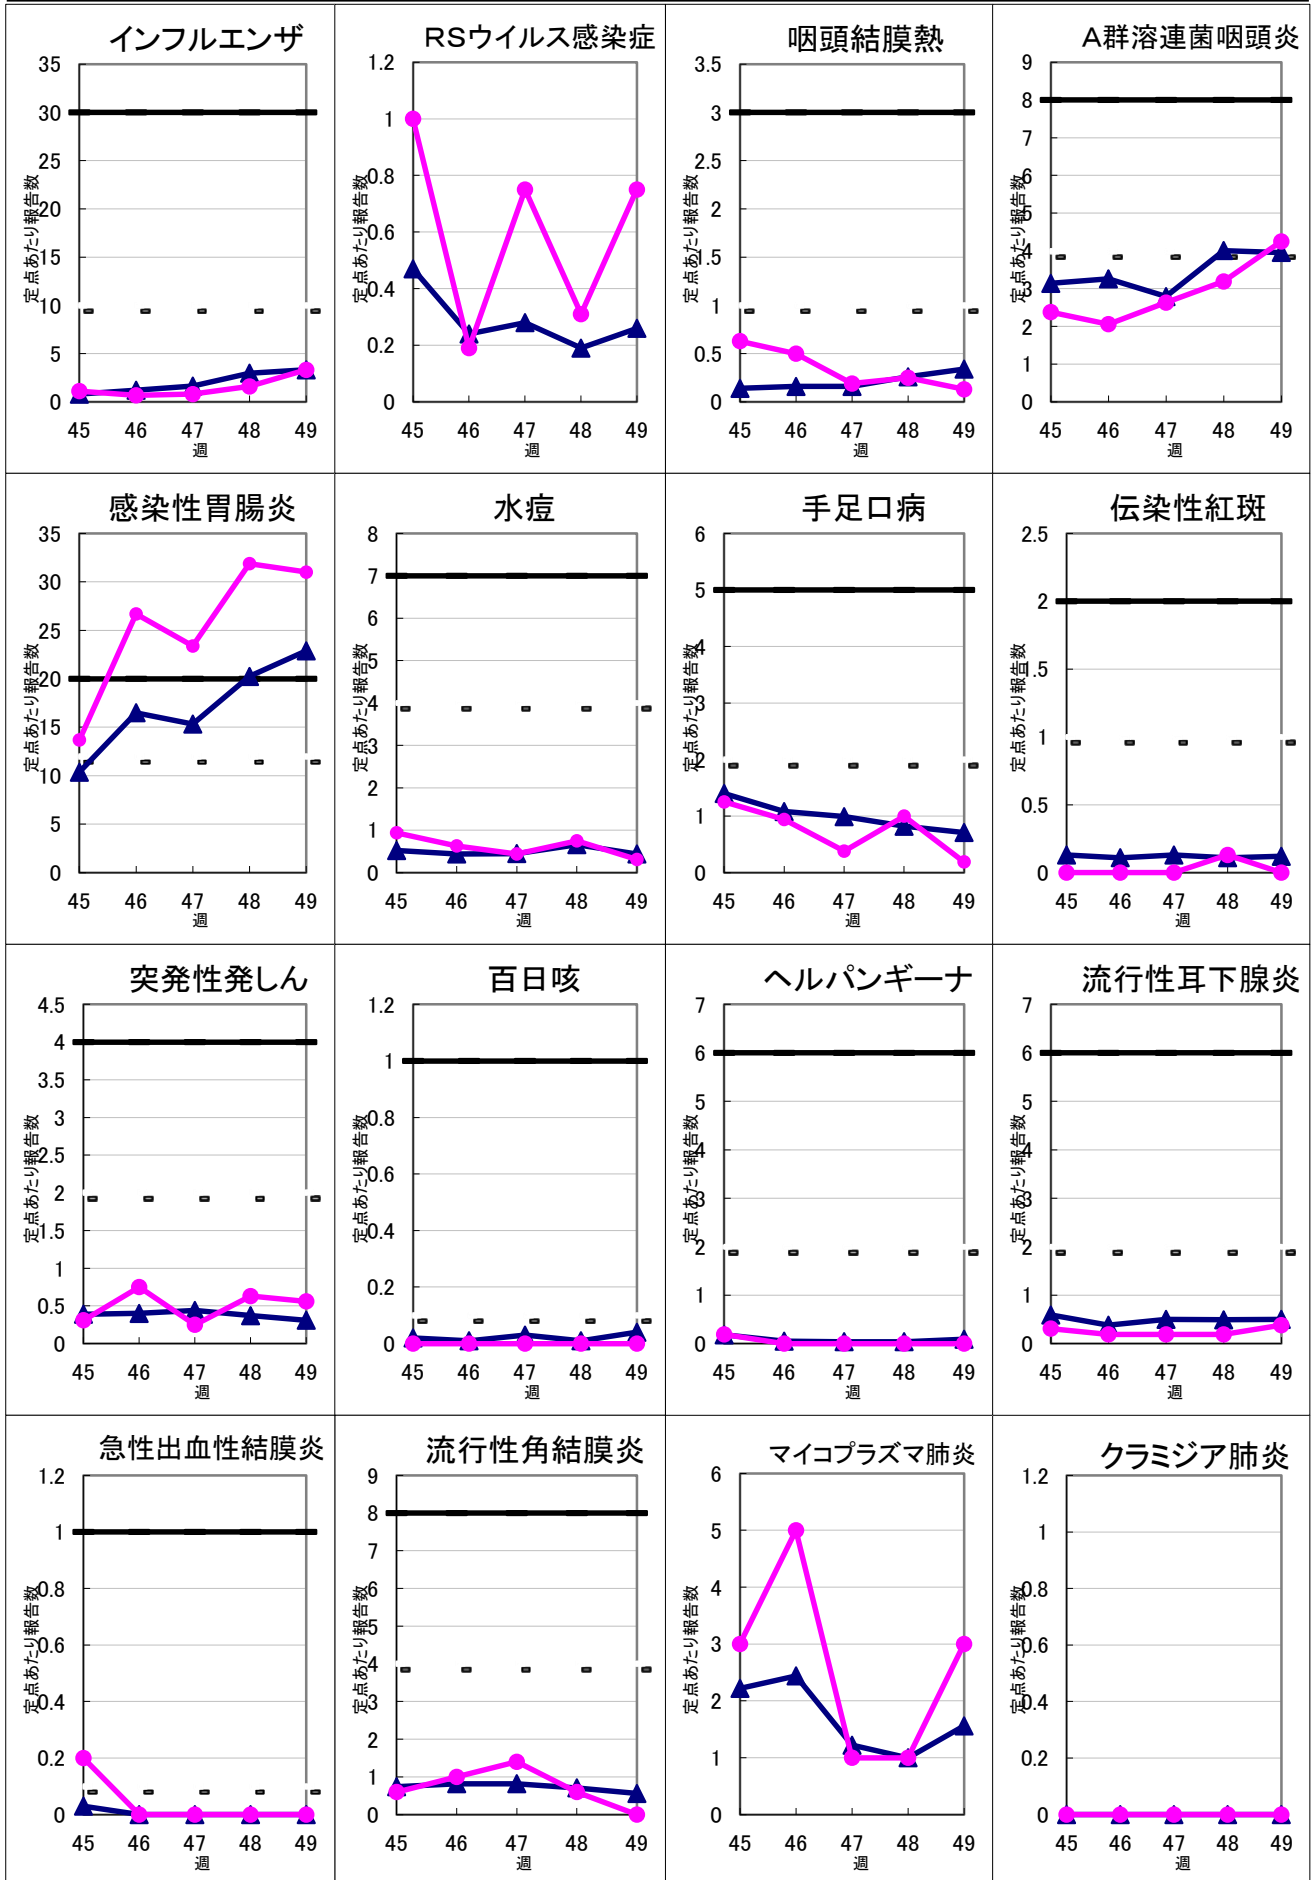 インフルエンザ
35
30
25
20
15
10
5
0
定点あたり報告数
45 46 47 48 49
週
RSウイルス感染症
1.2
1
0.8
0.6
0.4
0.2
0
定点あたり報告数
45 46 47 48 49
週
咽頭結膜熱
3.5
3
2.5
2
1.5
1
0.5
0
定点あたり報告数
45 46 47 48 49
週
A群溶連菌咽頭炎
9
8
7
6
5
4
3
2
1
0
定点あたり報告数
45 46 47 48 49
週
感染性胃腸炎
35
30
25
20
15
10
5
0
定点あたり報告数
45 46 47 48 49
週
水痘
8
7
6
5
4
3
2
1
0
定点あたり報告数
45 46 47 48 49
週
手足口病
6
5
4
3
2
1
0
定点あたり報告数
45 46 47 48 49
週
伝染性紅斑
2.5
2
1.5
1
0.5
0
定点あたり報告数
45 46 47 48 49
週
突発性発しん
4.5
4
3.5
3
2.5
2
1.5
1
0.5
0
定点あたり報告数
45 46 47 48 49
週
百日咳
1.2
1
0.8
0.6
0.4
0.2
0
定点あたり報告数
45 46 47 48 49
週
ヘルパンギーナ
7
6
5
4
3
2
1
0
定点あたり報告数
45 46 47 48 49
週
流行性耳下腺炎
7
6
5
4
3
2
1
0
定点あたり報告数
45 46 47 48 49
週
急性出血性結膜炎
1.2
1
0.8
0.6
0.4
0.2
0
定点あたり報告数
45 46 47 48 49
週
流行性角結膜炎
9
8
7
6
5
4
3
2
1
0
定点あたり報告数
45 46 47 48 49
週
マイコプラズマ肺炎
6
5
4
3
2
1
0
定点あたり報告数
45 46 47 48 49
週
クラミジア肺炎
1.2
1
0.8
0.6
0.4
0.2
0
定点あたり報告数
45 46 47 48 49
週